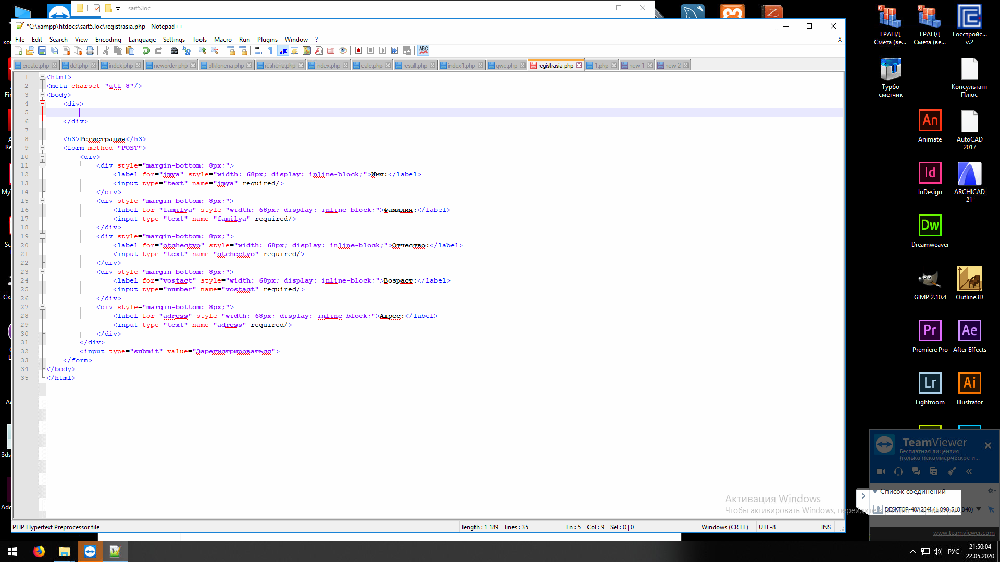 sait5.loc
*C:\xampp\htdocs\sait5.loc\registrasia.php - Notepad++
File Edit Search View Encoding Language Settings Tools Macro Run Plugins Window ? X
create.php del.php index.php neworder.php otklonena.php reshena.php index.php calc.php result.php index1.php qwe.php registrasia.php 1.php new 1 new 2
1 <html>
2 <meta charset="utf-8"/>
3 <body>
4 <div>
5
6 </div>
7
8 <h3>Регистрация</h3>
9 <form method="POST">
10 <div>
11 <div style="margin-bottom: 8px;">
12 <label for="imya" style="width: 68px; display: inline-block;">Имя:</label>
13 <input type="text" name="imya" required/>
14 </div>
15 <div style="margin-bottom: 8px;">
16 <label for="familya" style="width: 68px; display: inline-block;">Фамилия:</label>
17 <input type="text" name="familya" required/>
18 </div>
19 <div style="margin-bottom: 8px;">
20 <label for="otchectvo" style="width: 68px; display: inline-block;">Отчество:</label>
21 <input type="text" name="otchectvo" required/>
22 </div>
23 <div style="margin-bottom: 8px;">
24 <label for="vostact" style="width: 68px; display: inline-block;">Возраст:</label>
25 <input type="number" name="vostact" required/>
26 </div>
27 <div style="margin-bottom: 8px;">
28 <label for="adress" style="width: 68px; display: inline-block;">Адрес:</label>
29 <input type="text" name="adress" required/>
30 </div>
31 </div>
32 <input type="submit" value="Зарегистрироваться">
33 </form>
34 </body>
35 </html>
PHP Hypertext Preprocessor file length : 1 189 lines : 35 Ln : 5 Col : 9 Sel : 0 | 0 Windows (CR LF) UTF-8 INS
ГРАНД Смета (ве...
ГРАНД Смета (ве...
Госстройс... v.2
Турбо сметчик
Консультант Плюс
Animate
AutoCAD 2017
InDesign
ARCHICAD 21
Dreamweaver
GIMP 2.10.4
Outline3D
Premiere Pro
After Effects
Lightroom
Illustrator
TeamViewer
Бесплатная лицензия
(только некоммерческое и...
Список соединений
DESKTOP-48A2J4I (1 898 518 840)
www.teamviewer.com
Активация Windows
Чтобы активировать Windows, перейдите в раздел "Параметры".
РУС
21:50:04
22.05.2020